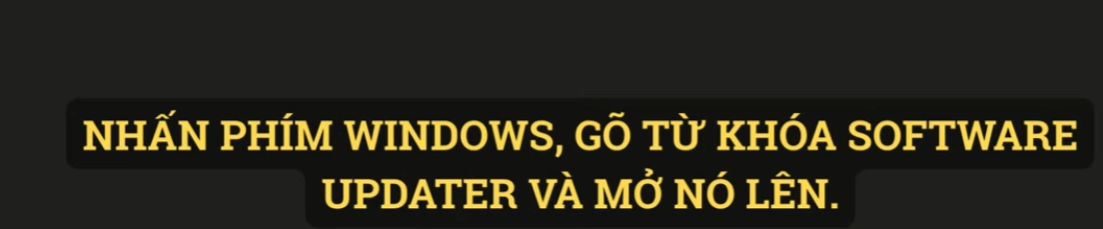 NHẤN PHÍM WINDOWS, GÕ TỪ KHÓA SOFTWARE
UPDATER VÀ MỞ NÓ LÊN.